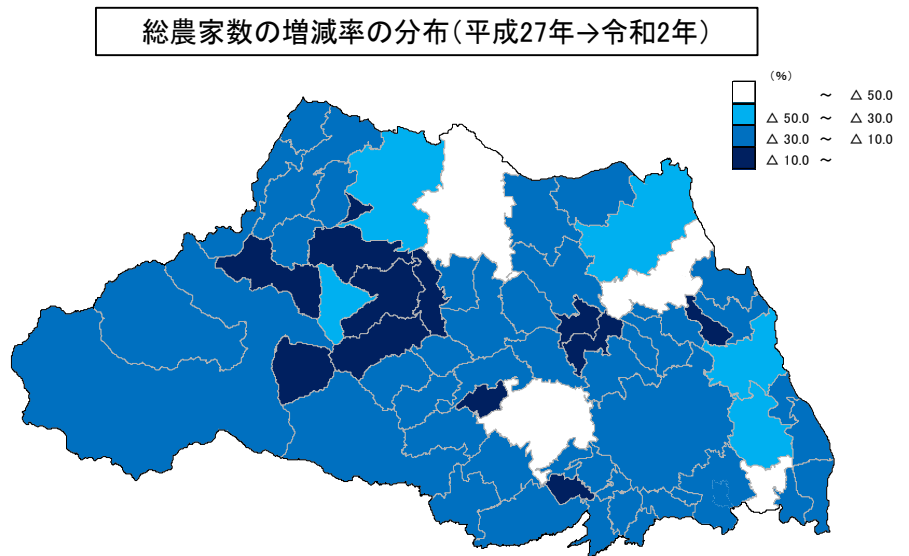 総農家数の増減率の分布(平成27年→令和2年)
(%)
～ △ 50.0
△ 50.0 ～ △ 30.0
△ 30.0 ～ △ 10.0
△ 10.0 ～